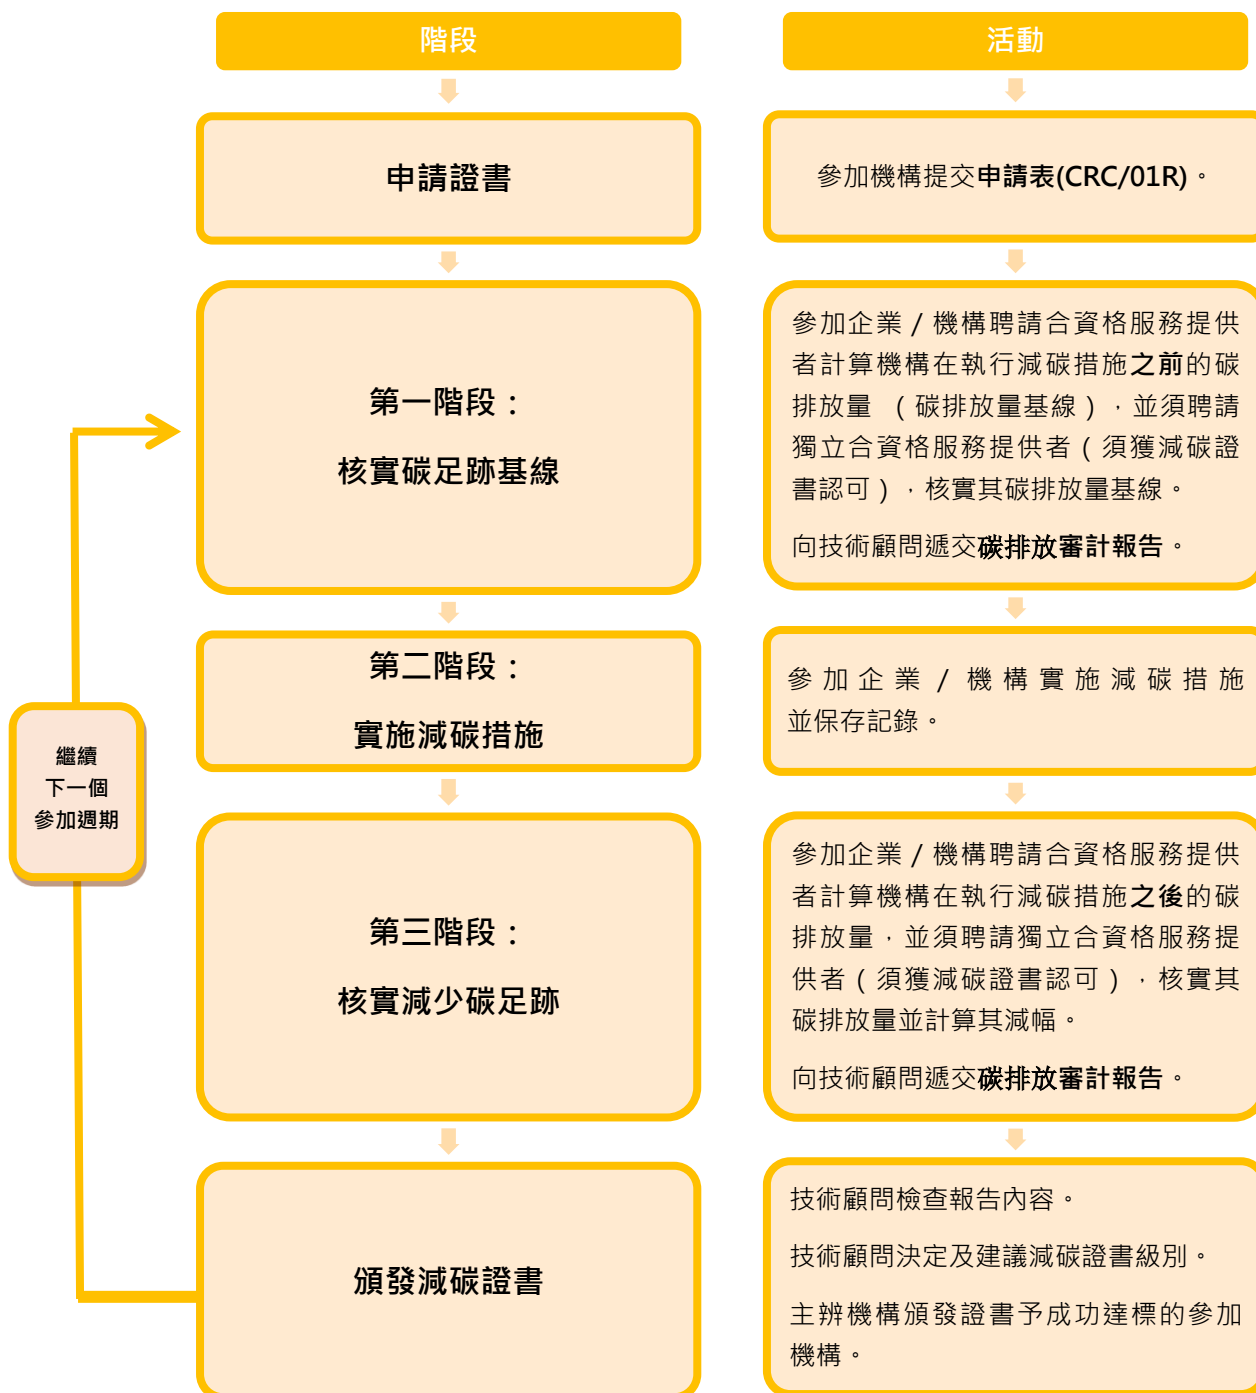 階段
活動
申請證書
參加機構提交申請表(CRC/01R)。
第一階段：
核實碳足跡基線
參加企業 / 機構聘請合資格服務提供
者計算機構在執行減碳措施之前的碳
排放量 （碳排放量基線），並須聘請
獨立合資格服務提供者（須獲減碳證
書認可），核實其碳排放量基線。
向技術顧問遞交碳排放審計報告。
第二階段：
實施減碳措施
參加企業 / 機構實施減碳措施
並保存記錄。
繼續
下一個
參加週期
第三階段：
核實減少碳足跡
參加企業 / 機構聘請合資格服務提供
者計算機構在執行減碳措施之後的碳
排放量，並須聘請獨立合資格服務提
供者（須獲減碳證書認可），核實其
碳排放量並計算其減幅。
向技術顧問遞交碳排放審計報告。
頒發減碳證書
技術顧問檢查報告內容。
技術顧問決定及建議減碳證書級別。
主辦機構頒發證書予成功達標的參加
機構。